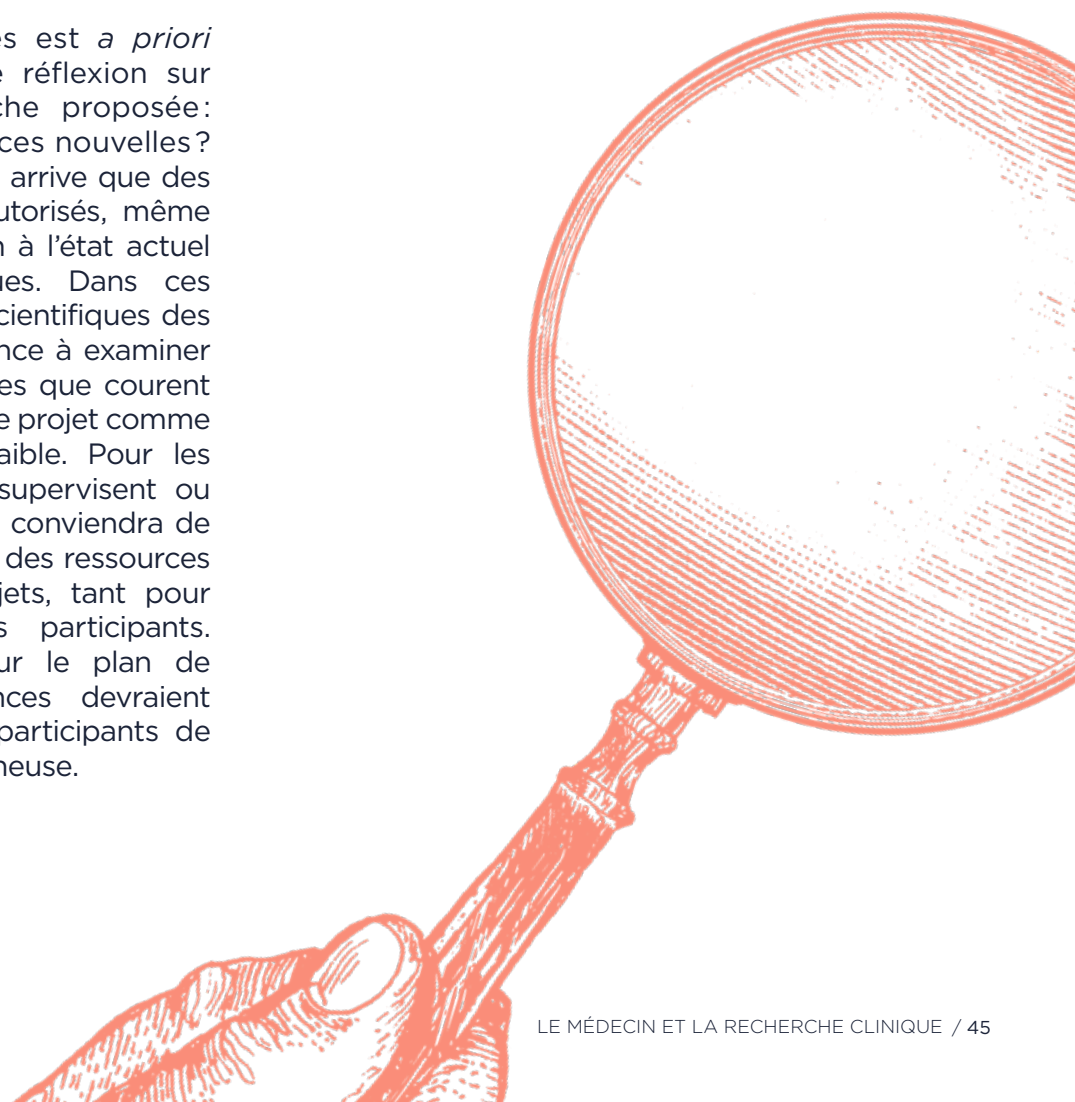 es est a priori
e réflexion sur
che proposée :
ces nouvelles ?
arrive que des
utorisés, même
n à l’état actuel
ues. Dans ces
cientifiques des
nce à examiner
es que courent
e projet comme
aible. Pour les
supervisent ou
conviendra de
des ressources
jets, tant pour
s participants.
ur le plan de
nces devraient
participants de
neuse.
LE MÉDECIN ET LA RECHERCHE CLINIQUE / 45